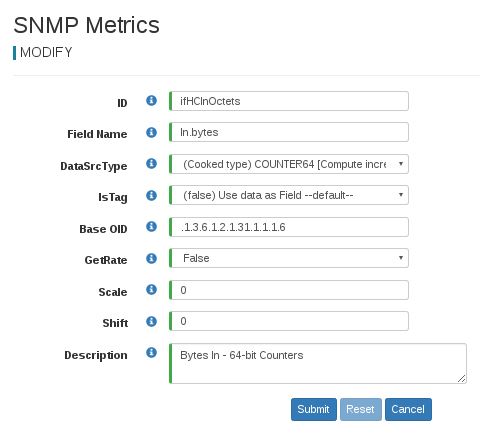 SNMP Metrics
MODIFY
ID ifHCInOctets
Field Name In.bytes
DataSrcType (Cooked type) COUNTER64 [Compute incre
IsTag (false) Use data as Field --default--
Base OID .1.3.6.1.2.1.31.1.1.1.6
GetRate False
Scale 0
Shift 0
Description Bytes In - 64-bit Counters
Submit Reset Cancel